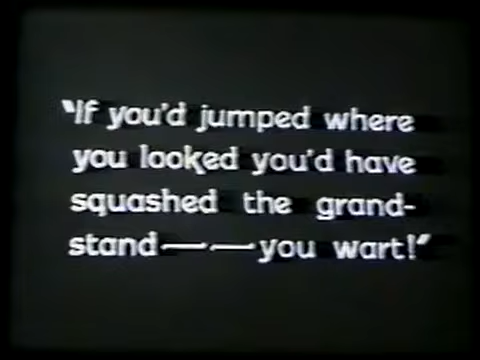 "If you'd jumped where
you looked you'd have
squashed the grand-
stand — — you wart!"